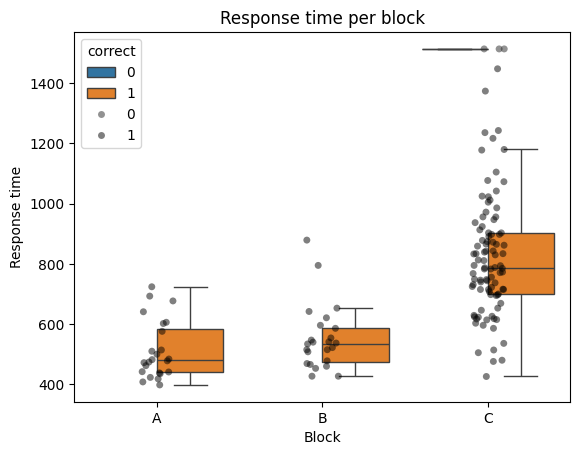 Response time per block
correct
0
1
0
1
1400
1200
1000
800
600
400
Response time
A
B
C
Block